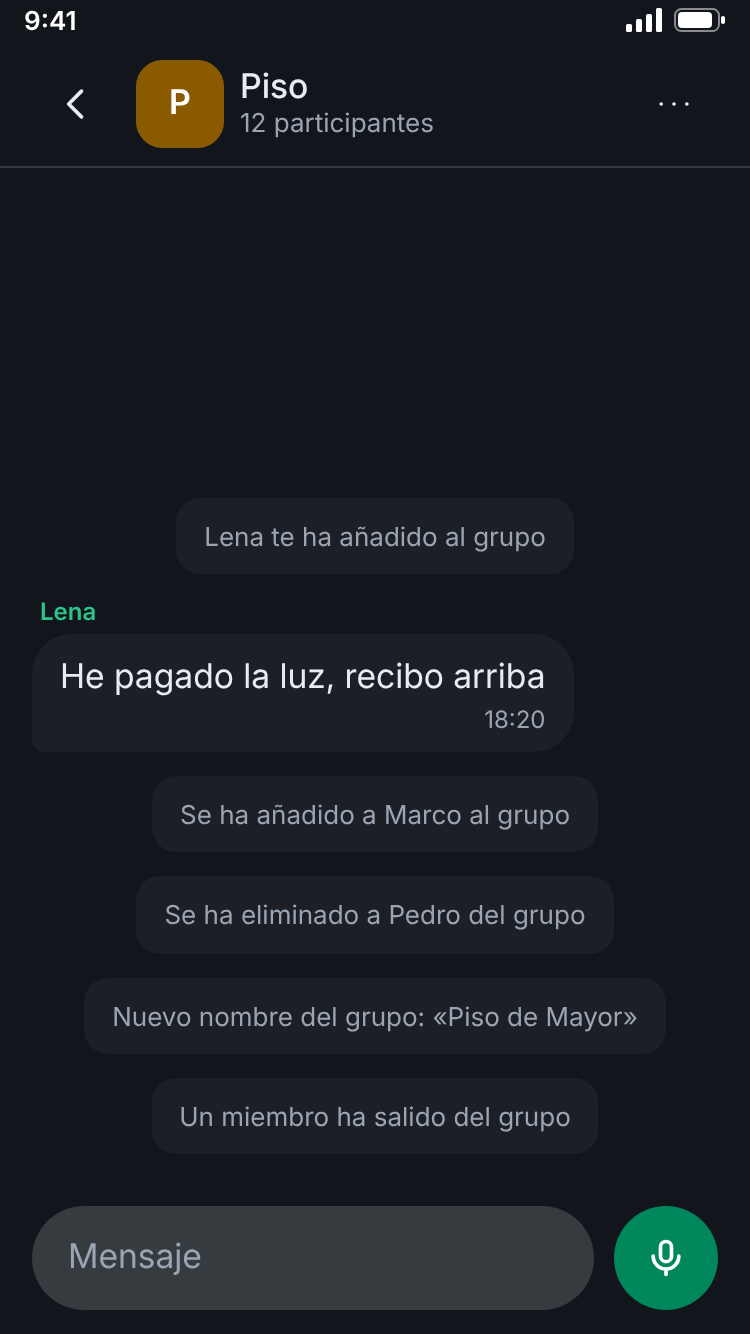 9:41
P
Piso
12 participantes
Lena te ha añadido al grupo
Lena
He pagado la luz, recibo arriba
18:20
Se ha añadido a Marco al grupo
Se ha eliminado a Pedro del grupo
Nuevo nombre del grupo: «Piso de Mayor»
Un miembro ha salido del grupo
Mensaje